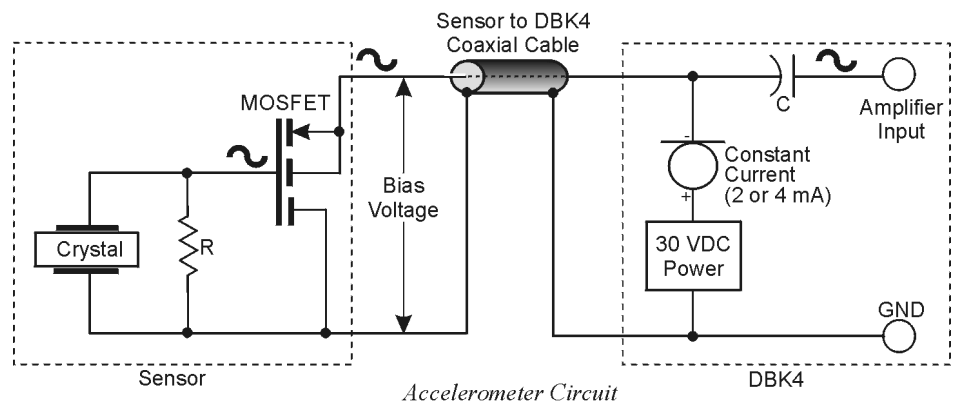 Sensor to DBK4
Coaxial Cable
MOSFET
C
Amplifier
Input
-
Constant
Current
(2 or 4 mA)
+
Bias
Voltage
Crystal
R
30 VDC
Power
GND
Sensor
DBK4
Accelerometer Circuit